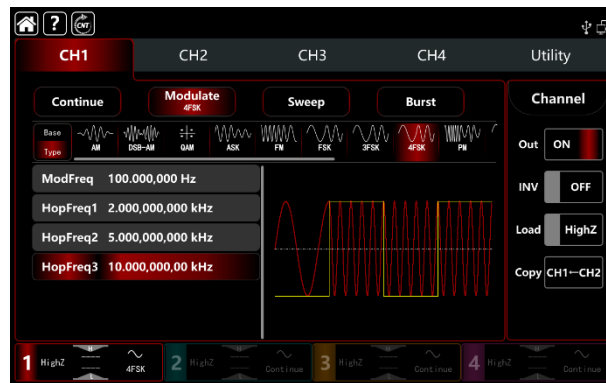 ? CNT
CH1 CH2 CH3 CH4 Utility
Continue Modulate 4FSK Sweep Burst Channel
Base Type AM DSB-AM QAM ASK FM FSK 3FSK 4FSK PM
Out ON
ModFreq 100.000,000 Hz
INV OFF
HopFreq1 2.000,000,000 kHz
HopFreq2 5.000,000,000 kHz
Load HighZ
HopFreq3 10.000,000,00 kHz
Copy CH1←CH2
1 HighZ 4FSK 2 HighZ Continue 3 HighZ Continue 4 HighZ Continue